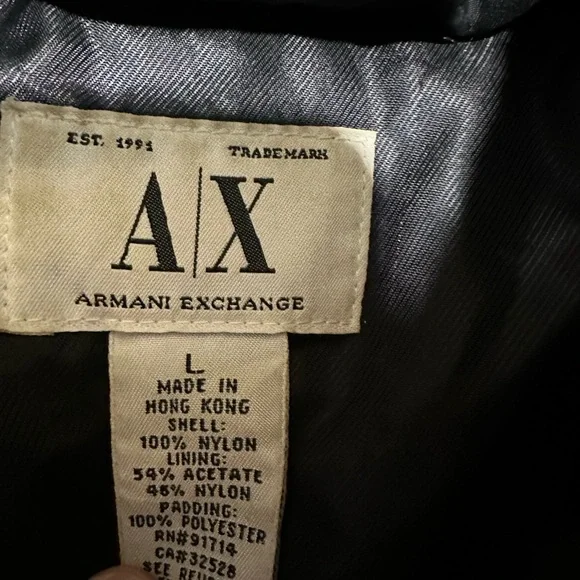 EST. 1991 TRADEMARK
A|X
ARMANI EXCHANGE
L
MADE IN
HONG KONG
SHELL:
100% NYLON
LINING:
54% ACETATE
46% NYLON
PADDING:
100% POLYESTER
RN#91714
CA#32528
SEE